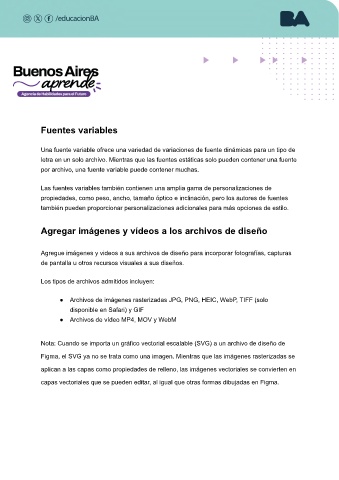 /educacionBA
BA
Buenos Aires
aprende
Agencia de Habilidades para el Futuro
Fuentes variables
Una fuente variable ofrece una variedad de variaciones de fuente dinámicas para un tipo de
letra en un solo archivo. Mientras que las fuentes estáticas solo pueden contener una fuente
por archivo, una fuente variable puede contener muchas.
Las fuentes variables también contienen una amplia gama de personalizaciones de
propiedades, como peso, ancho, tamaño óptico e inclinación, pero los autores de fuentes
también pueden proporcionar personalizaciones adicionales para más opciones de estilo.
Agregar imágenes y videos a los archivos de diseño
Agregue imágenes y videos a sus archivos de diseño para incorporar fotografías, capturas
de pantalla u otros recursos visuales a sus diseños.
Los tipos de archivos admitidos incluyen:
● Archivos de imágenes rasterizadas JPG, PNG, HEIC, WebP, TIFF (solo
disponible en Safari) y GIF
● Archivos de vídeo MP4, MOV y WebM
Nota: Cuando se importa un gráfico vectorial escalable (SVG) a un archivo de diseño de
Figma, el SVG ya no se trata como una imagen. Mientras que las imágenes rasterizadas se
aplican a las capas como propiedades de relleno, las imágenes vectoriales se convierten en
capas vectoriales que se pueden editar, al igual que otras formas dibujadas en Figma.